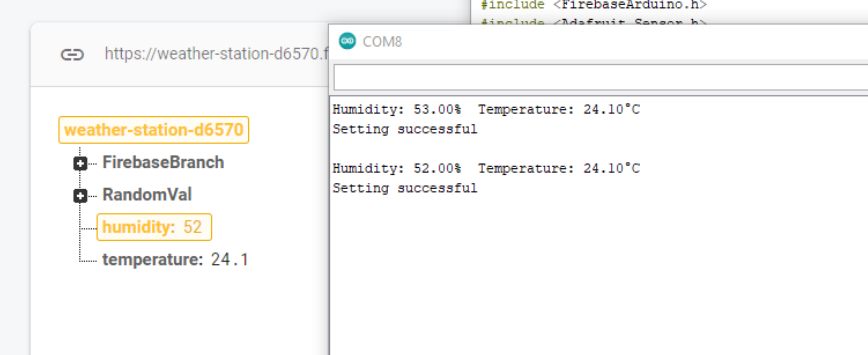 #include <FirebaseArduino.h>
#include <Adafruit_Sensor.h>
https://weather-station-d6570.f
COM8
weather-station-d6570
FirebaseBranch
RandomVal
humidity: 52
temperature: 24.1
Humidity: 53.00%  Temperature: 24.10°C
Setting successful
Humidity: 52.00%  Temperature: 24.10°C
Setting successful